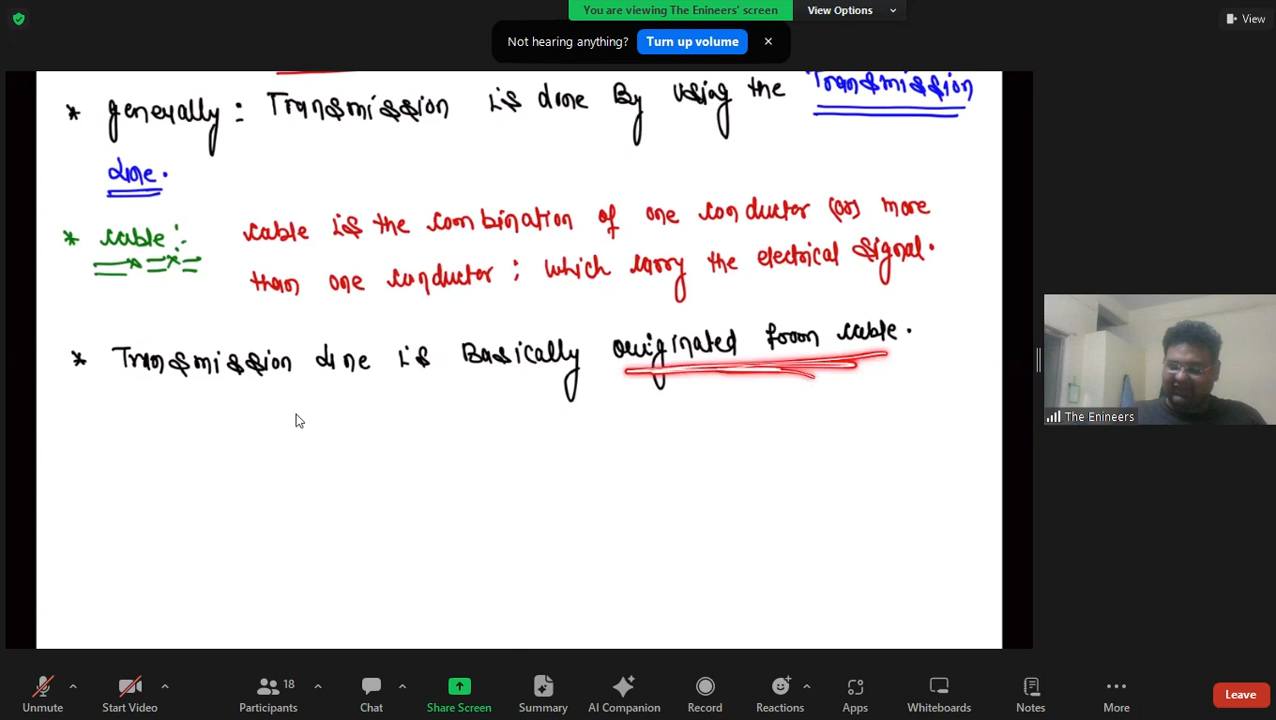 You are viewing The Enineers' screen
View Options
View
Not hearing anything? Turn up volume
* generally: Transmission is done By using the Transmission
line.
* cable:- cable is the combination of one conductor (or) more
than one conductor; which carry the electrical signal.
* Transmission line is Basically originated from cable.
The Enineers
Unmute
Start Video
Participants 18
Chat
Share Screen
Summary
AI Companion
Record
Reactions
Apps
Whiteboards
Notes
More
Leave